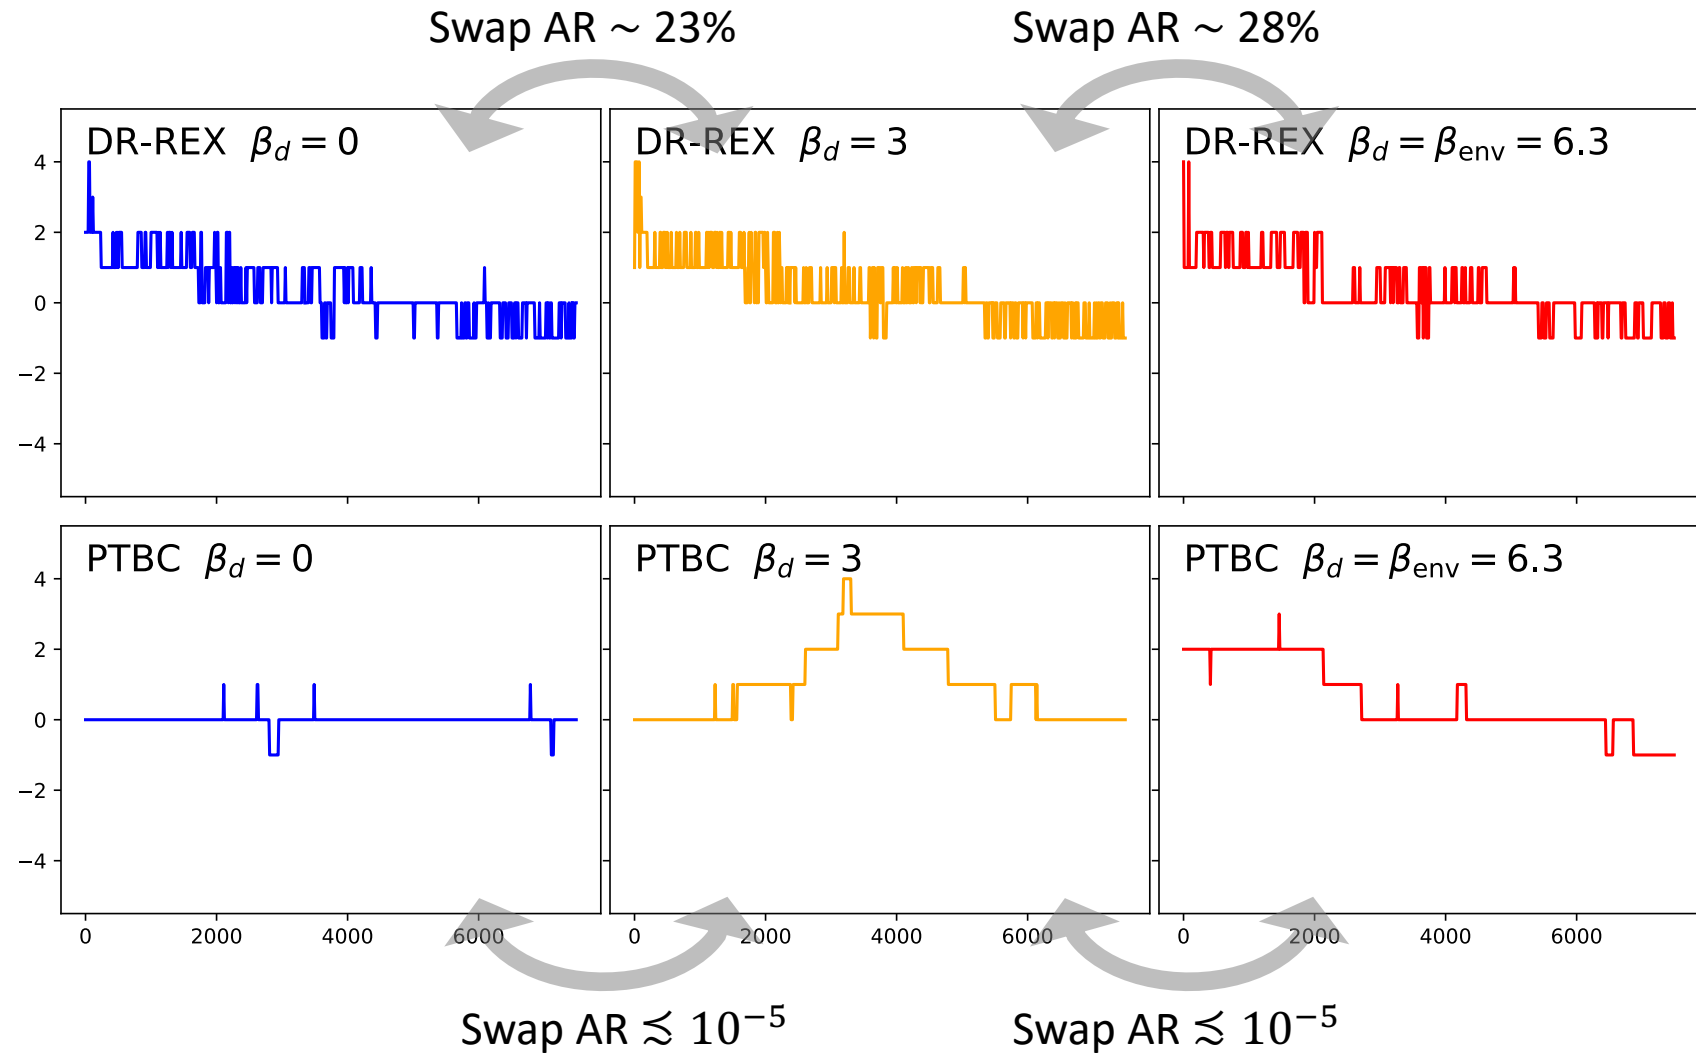 Swap AR ~ 23%
Swap AR ~ 28%
DR-REX β_d = 0
DR-REX β_d = 3
DR-REX β_d = β_env = 6.3
4
2
0
−2
−4
PTBC β_d = 0
PTBC β_d = 3
PTBC β_d = β_env = 6.3
4
2
0
−2
−4
0 2000 4000 6000
0 2000 4000 6000
0 2000 4000 6000
Swap AR ≲ 10⁻⁵
Swap AR ≲ 10⁻⁵